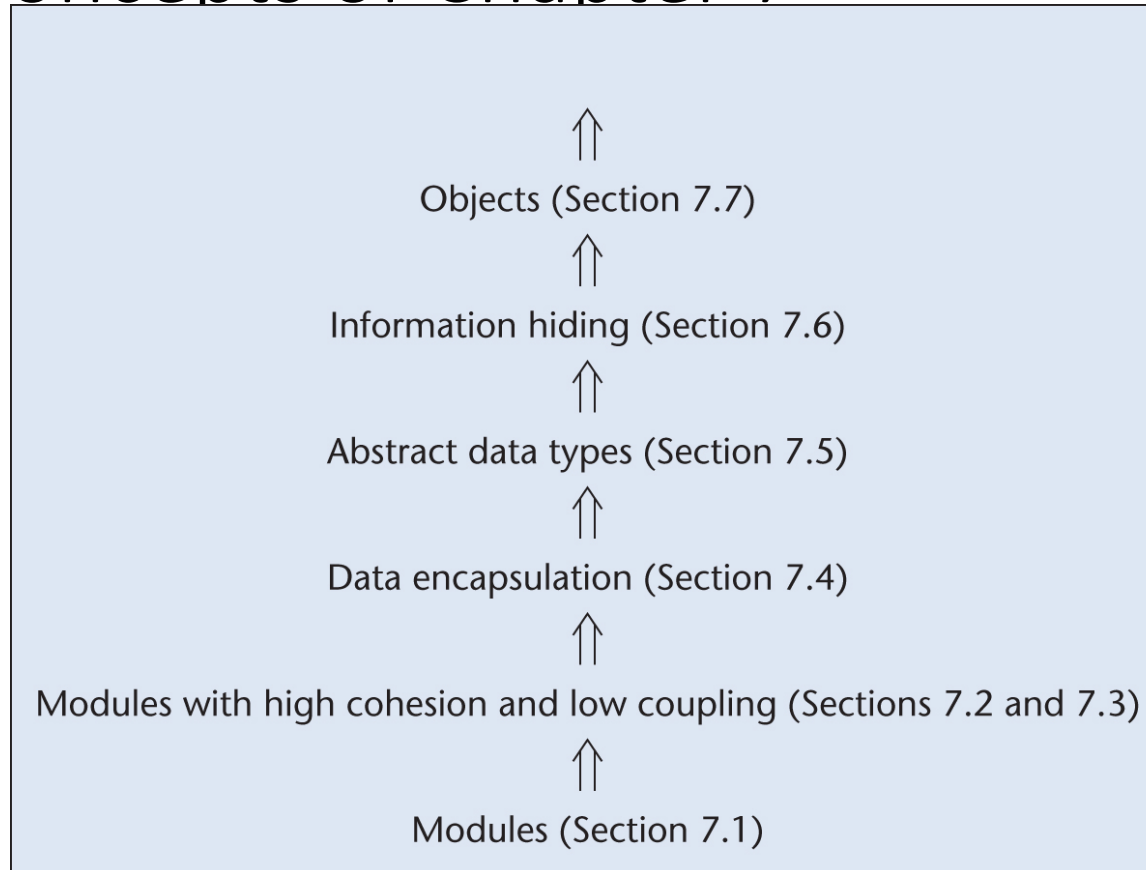 of
Objects (Section 7.7)
Information hiding (Section 7.6)
Abstract data types (Section 7.5)
Data encapsulation (Section 7.4)
Modules with high cohesion and low coupling (Sections 7.2 and 7.3)
Modules (Section 7.1)